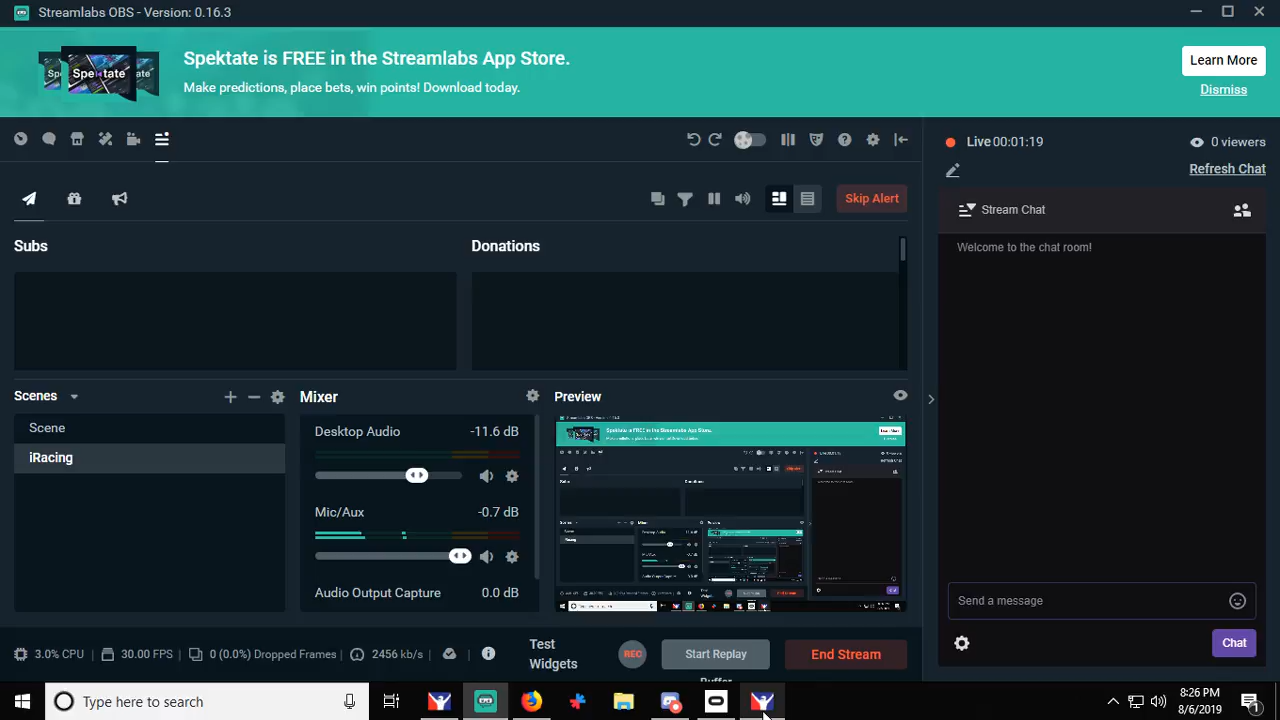 Streamlabs OBS - Version: 0.16.3
Spektate
Spektate is FREE in the Streamlabs App Store.
Make predictions, place bets, win points! Download today.
Learn More
Dismiss
Live 00:01:19
0 viewers
Refresh Chat
Skip Alert
Stream Chat
Subs
Donations
Welcome to the chat room!
Scenes
Mixer
Preview
Scene
iRacing
Desktop Audio
-11.6 dB
Mic/Aux
-0.7 dB
Audio Output Capture
0.0 dB
Send a message
Chat
3.0% CPU
30.00 FPS
0 (0.0%) Dropped Frames
2456 kb/s
Test
Widgets
REC
Start Replay
Buffer
End Stream
Type here to search
8:26 PM
8/6/2019
1